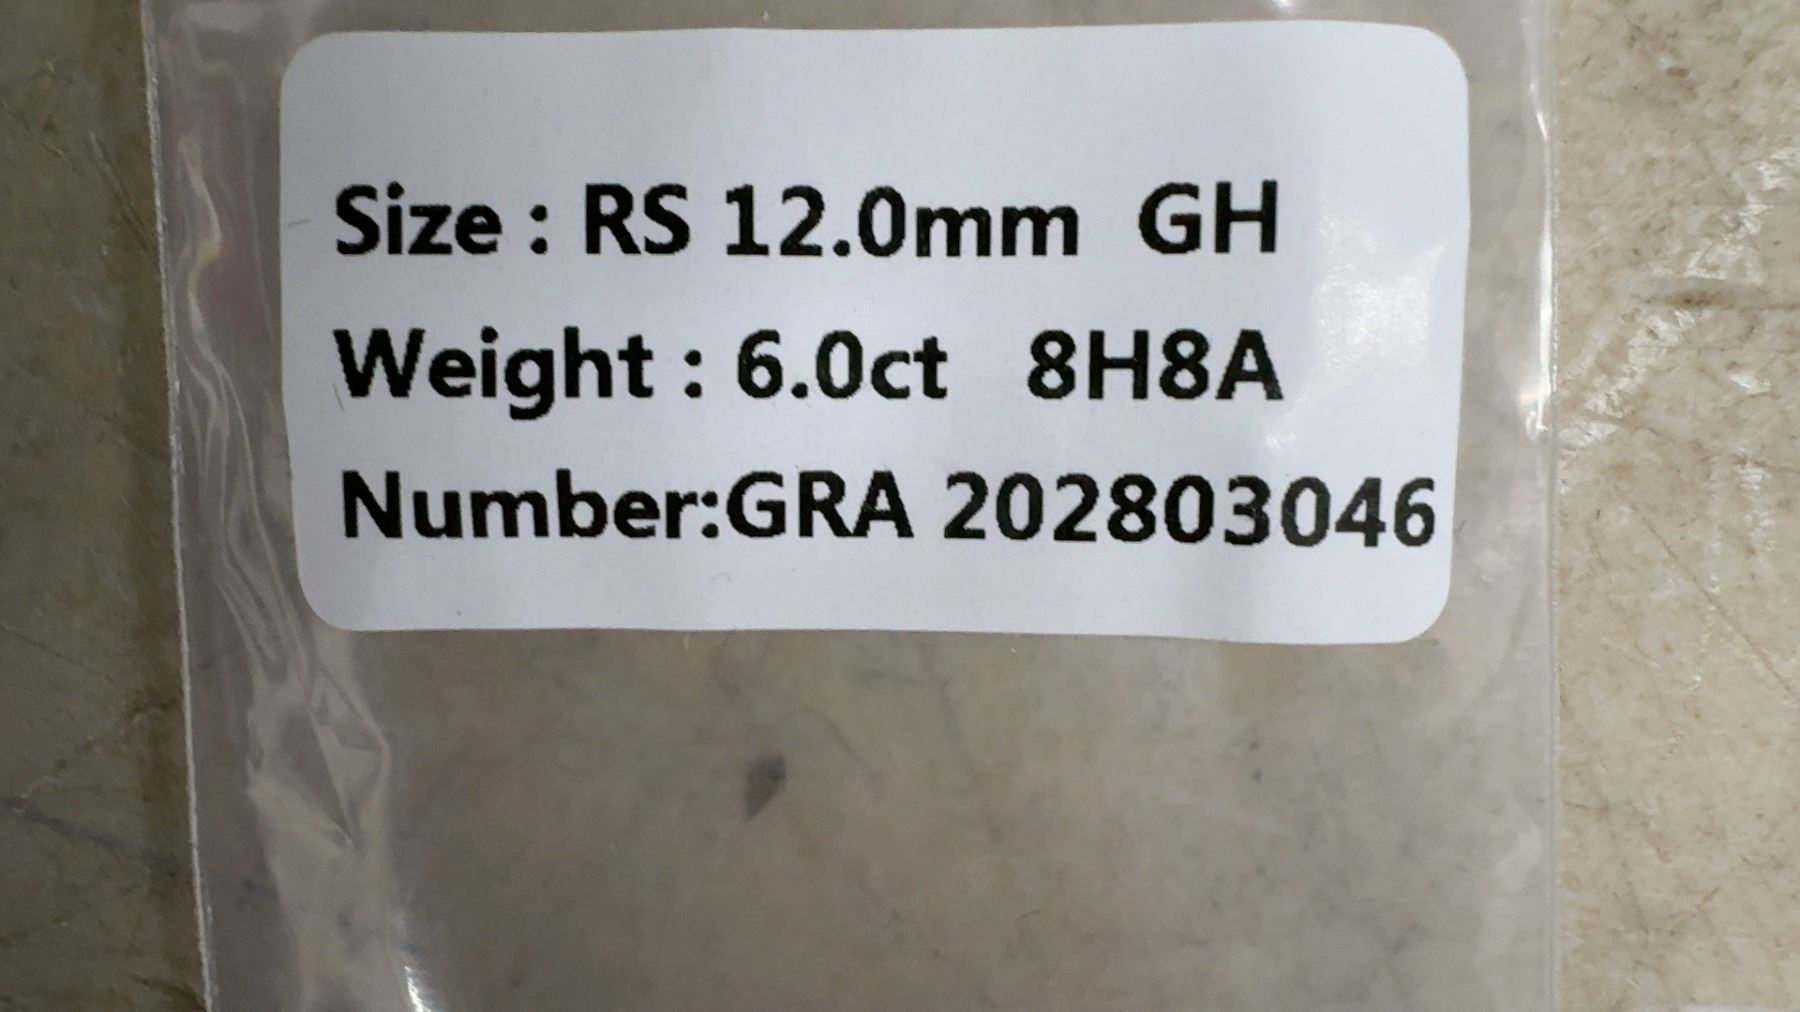 Size : RS 12.0mm GH
Weight : 6.0ct 8H8A
Number:GRA 202803046